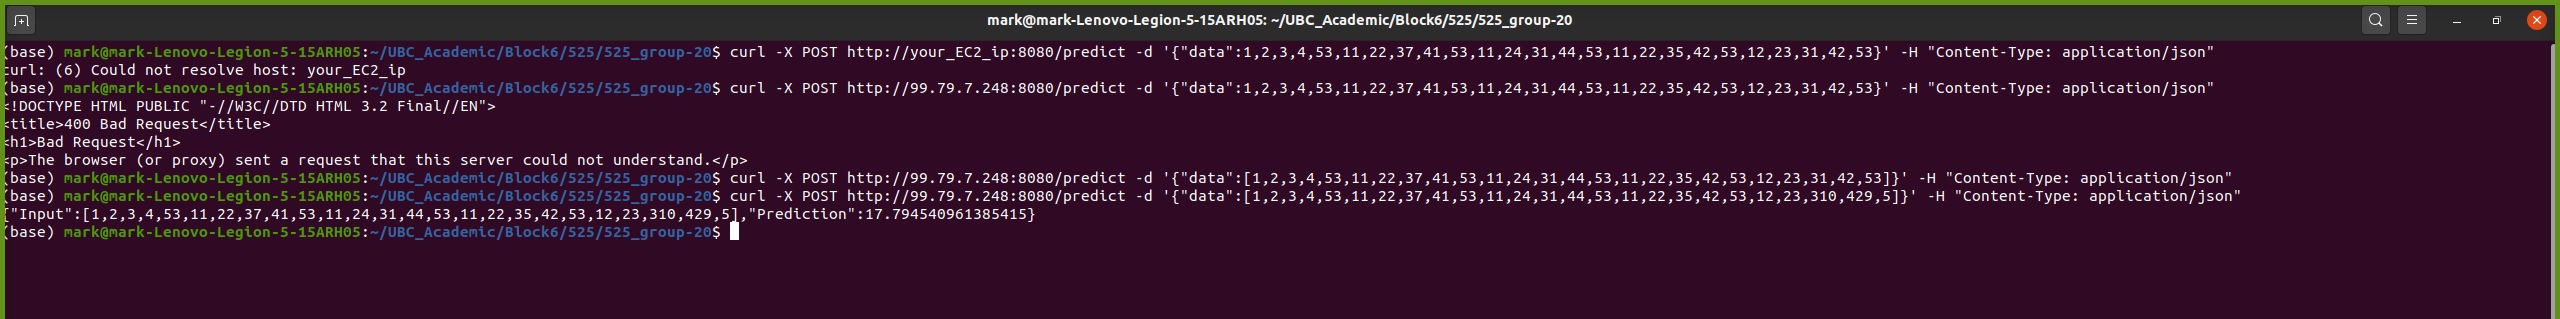 mark@mark-Lenovo-Legion-5-15ARH05: ~/UBC_Academic/Block6/525/525_group-20
(base) mark@mark-Lenovo-Legion-5-15ARH05:~/UBC_Academic/Block6/525/525_group-20$ curl -X POST http://your_EC2_ip:8080/predict -d '{"data":1,2,3,4,53,11,22,37,41,53,11,24,31,44,53,11,22,35,42,53,12,23,31,42,53}' -H "Content-Type: application/json"
curl: (6) Could not resolve host: your_EC2_ip
(base) mark@mark-Lenovo-Legion-5-15ARH05:~/UBC_Academic/Block6/525/525_group-20$ curl -X POST http://99.79.7.248:8080/predict -d '{"data":1,2,3,4,53,11,22,37,41,53,11,24,31,44,53,11,22,35,42,53,12,23,31,42,53}' -H "Content-Type: application/json"
<!DOCTYPE HTML PUBLIC "-//W3C//DTD HTML 3.2 Final//EN">
<title>400 Bad Request</title>
<h1>Bad Request</h1>
<p>The browser (or proxy) sent a request that this server could not understand.</p>
(base) mark@mark-Lenovo-Legion-5-15ARH05:~/UBC_Academic/Block6/525/525_group-20$ curl -X POST http://99.79.7.248:8080/predict -d '{"data":[1,2,3,4,53,11,22,37,41,53,11,24,31,44,53,11,22,35,42,53,12,23,31,42,53]}' -H "Content-Type: application/json"
(base) mark@mark-Lenovo-Legion-5-15ARH05:~/UBC_Academic/Block6/525/525_group-20$ curl -X POST http://99.79.7.248:8080/predict -d '{"data":[1,2,3,4,53,11,22,37,41,53,11,24,31,44,53,11,22,35,42,53,12,23,310,429,5]}' -H "Content-Type: application/json"
{"Input":[1,2,3,4,53,11,22,37,41,53,11,24,31,44,53,11,22,35,42,53,12,23,310,429,5],"Prediction":17.794540961385415}
(base) mark@mark-Lenovo-Legion-5-15ARH05:~/UBC_Academic/Block6/525/525_group-20$